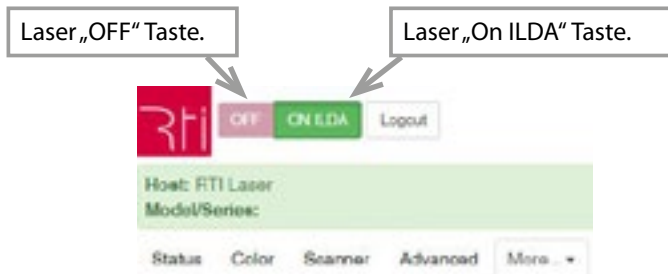 Laser „OFF“ Taste.
Laser „On ILDA“ Taste.
Rti
OFF
ON ILDA
Logout
Host: RTI Laser
Model/Series:
Status Color Scanner Advanced More...